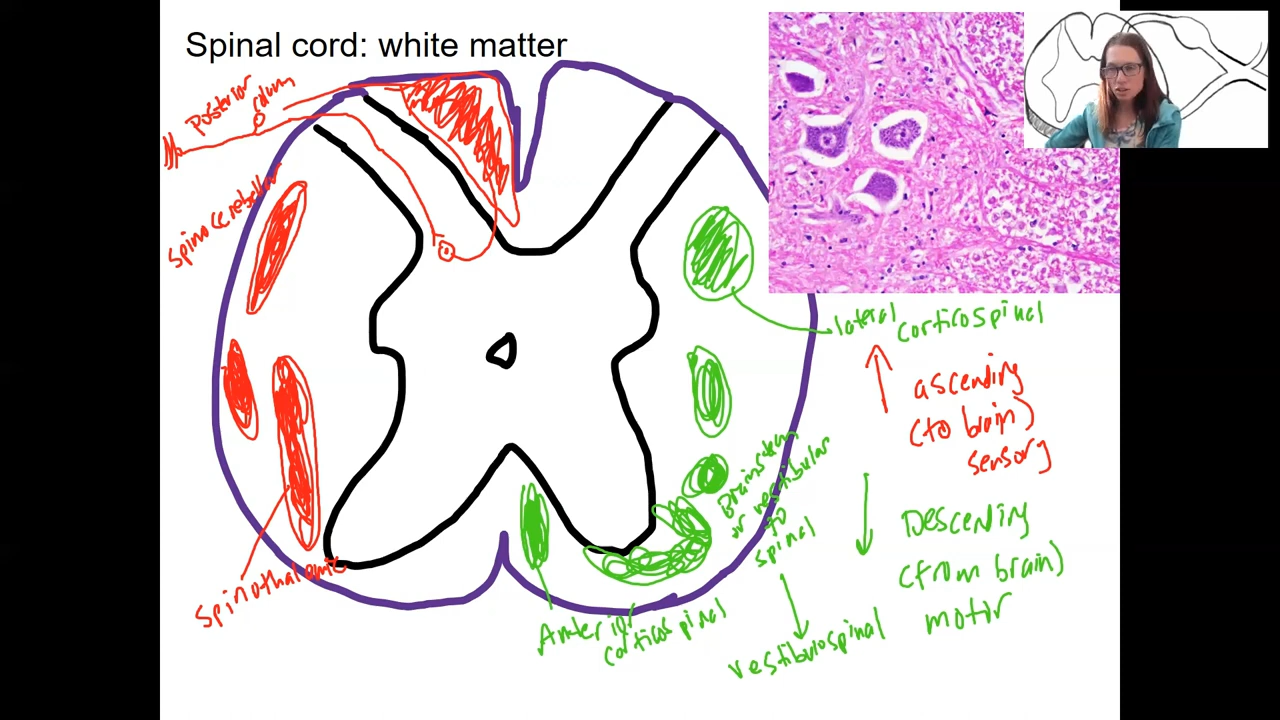 Spinal cord: white matter
Posterior
colum
Spinocerebellar
Spinothalamic
lateral corticospinal
ascending
(to brain)
sensory
Brainstem
or vestibular
to
spinal
Descending
(from brain)
motor
Anterior
corticospinal
vestibulospinal